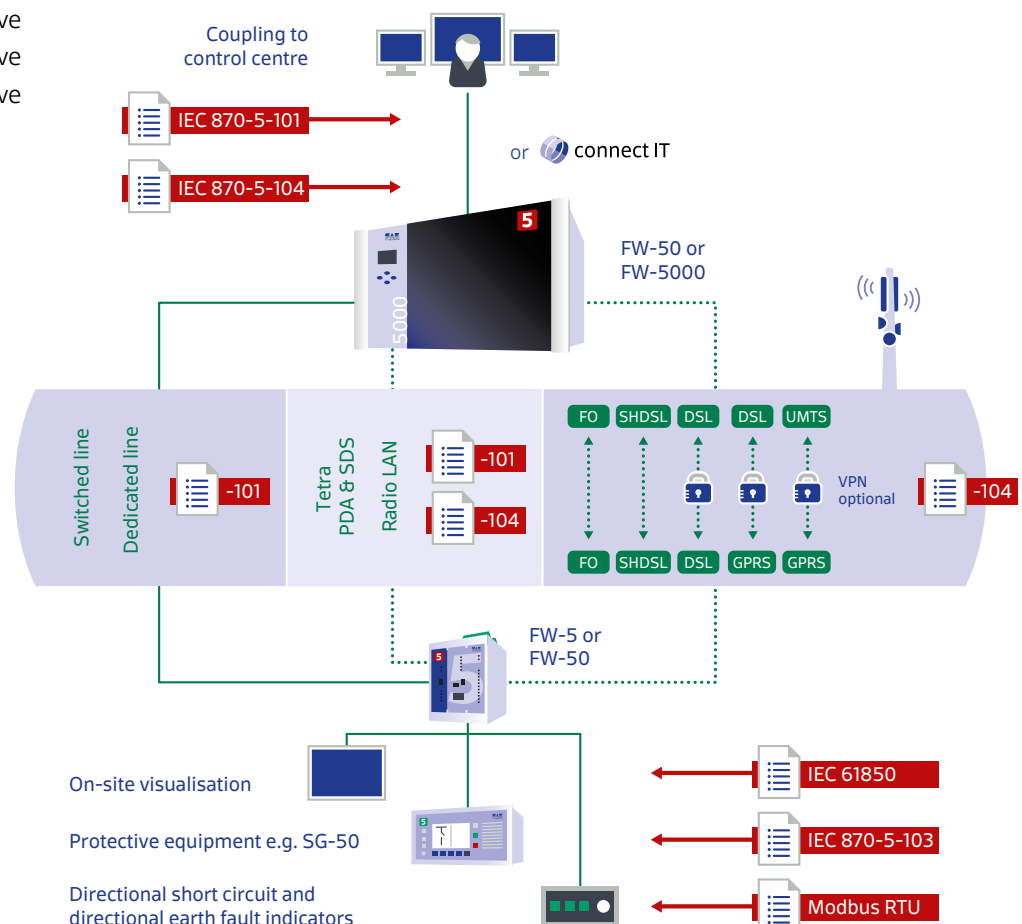 ve
ve
ve
Coupling to
control centre
IEC 870-5-101
IEC 870-5-104
or connect IT
5
FW-50 or
FW-5000
5000
Switched line
Dedicated line
-101
Tetra
PDA & SDS
Radio LAN
-101
-104
FO SHDSL DSL DSL UMTS
VPN
optional
FO SHDSL DSL GPRS GPRS
-104
FW-5 or
FW-50
5
5
On-site visualisation
IEC 61850
5
Protective equipment e.g. SG-50
IEC 870-5-103
Directional short circuit and
directional earth fault indicators
Modbus RTU